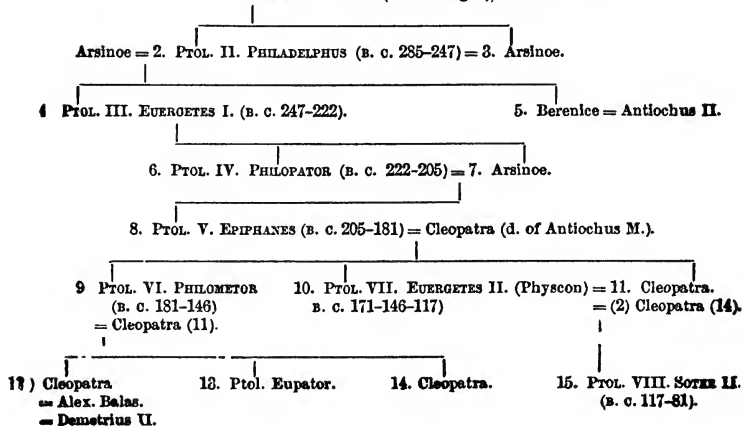 Arsinoe = 2. PTOL. II. PHILADELPHUS (B. C. 285-247) = 3. Arsinoe.
4 PTOL. III. EUERGETES I. (B. C. 247-222). 5. Berenice = Antiochus II.
6. PTOL. IV. PHILOPATOR (B. C. 222-205) = 7. Arsinoe.
8. PTOL. V. EPIPHANES (B. C. 205-181) = Cleopatra (d. of Antiochus M.).
9 PTOL. VI. PHILOMETOR 10. PTOL. VII. EUERGETES II. (Physcon) = 11. Cleopatra.
(B. C. 181-146) B. C. 171-146-117) = (2) Cleopatra (14).
= Cleopatra (11).
Cleopatra 13. Ptol. Eupator. 14. Cleopatra. 15. PTOL. VIII. SOTER II.
= Alex. Balas. (B. C. 117-81).
= Demetrius II.